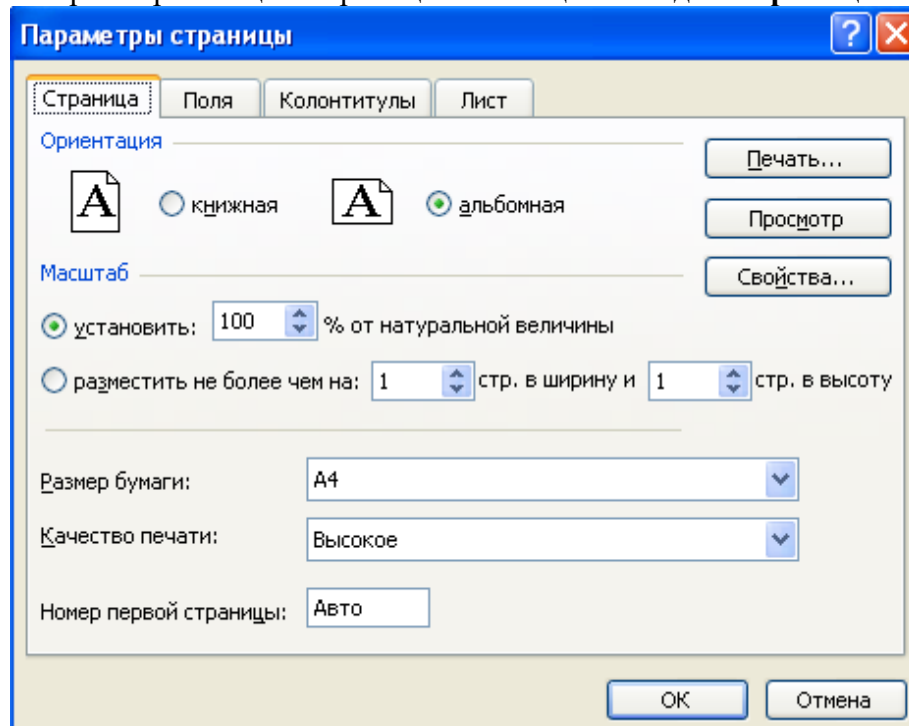 Параметры страницы
Страница Поля Колонтитулы Лист
Ориентация
Печать...
A книжная A альбомная
Просмотр
Масштаб
Свойства...
установить: 100 % от натуральной величины
разместить не более чем на: 1 стр. в ширину и 1 стр. в высоту
Размер бумаги: A4
Качество печати: Высокое
Номер первой страницы: Авто
ОК Отмена